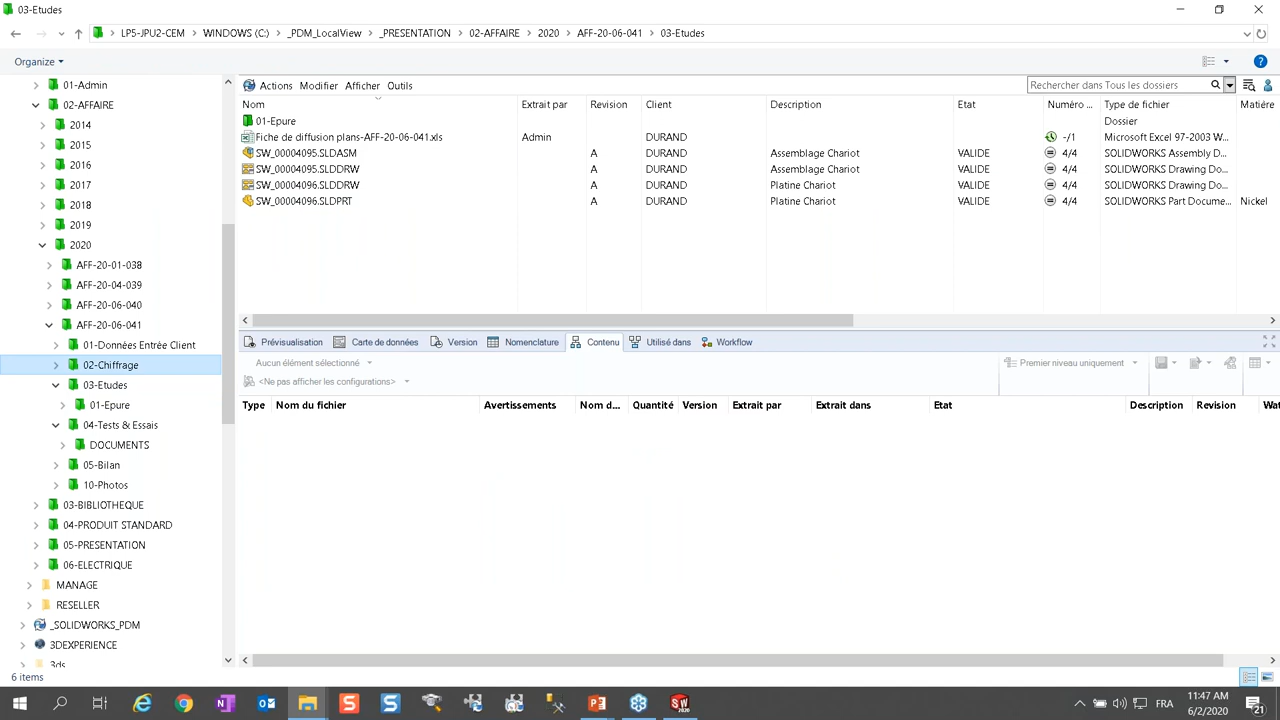 03-Etudes
LP5-JPU2-CEM > WINDOWS (C:) > _PDM_LocalView > _PRESENTATION > 02-AFFAIRE > 2020 > AFF-20-06-041 > 03-Etudes
Organize
01-Admin
02-AFFAIRE
2014
2015
2016
2017
2018
2019
2020
AFF-20-01-038
AFF-20-04-039
AFF-20-06-040
AFF-20-06-041
01-Données Entrée Client
02-Chiffrage
03-Etudes
01-Epure
04-Tests & Essais
DOCUMENTS
05-Bilan
10-Photos
03-BIBLIOTHEQUE
04-PRODUIT STANDARD
05-PRESENTATION
06-ELECTRIQUE
MANAGE
RESELLER
_SOLIDWORKS_PDM
3DEXPERIENCE
3ds
Actions Modifier Afficher Outils
Rechercher dans Tous les dossiers
Nom Extrait par Revision Client Description Etat Numéro ... Type de fichier Matière
01-Epure Dossier
Fiche de diffusion plans-AFF-20-06-041.xls Admin DURAND -/1 Microsoft Excel 97-2003 W...
SW_00004095.SLDASM A DURAND Assemblage Chariot VALIDE 4/4 SOLIDWORKS Assembly D...
SW_00004095.SLDDRW A DURAND Assemblage Chariot VALIDE 4/4 SOLIDWORKS Drawing Do...
SW_00004096.SLDDRW A DURAND Platine Chariot VALIDE 4/4 SOLIDWORKS Drawing Do...
SW_00004096.SLDPRT A DURAND Platine Chariot VALIDE 4/4 SOLIDWORKS Part Docume... Nickel
Prévisualisation Carte de données Version Nomenclature Contenu Utilisé dans Workflow
Aucun élément sélectionné Premier niveau uniquement
<Ne pas afficher les configurations>
Type Nom du fichier Avertissements Nom d... Quantité Version Extrait par Extrait dans Etat Description Revision Wat
6 items
FRA
11:47 AM
6/2/2020
21